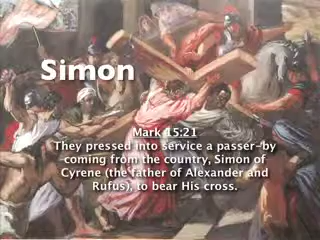 Simon
Mark 15:21
They pressed into service a passer-by
coming from the country, Simon of
Cyrene (the father of Alexander and
Rufus), to bear His cross.